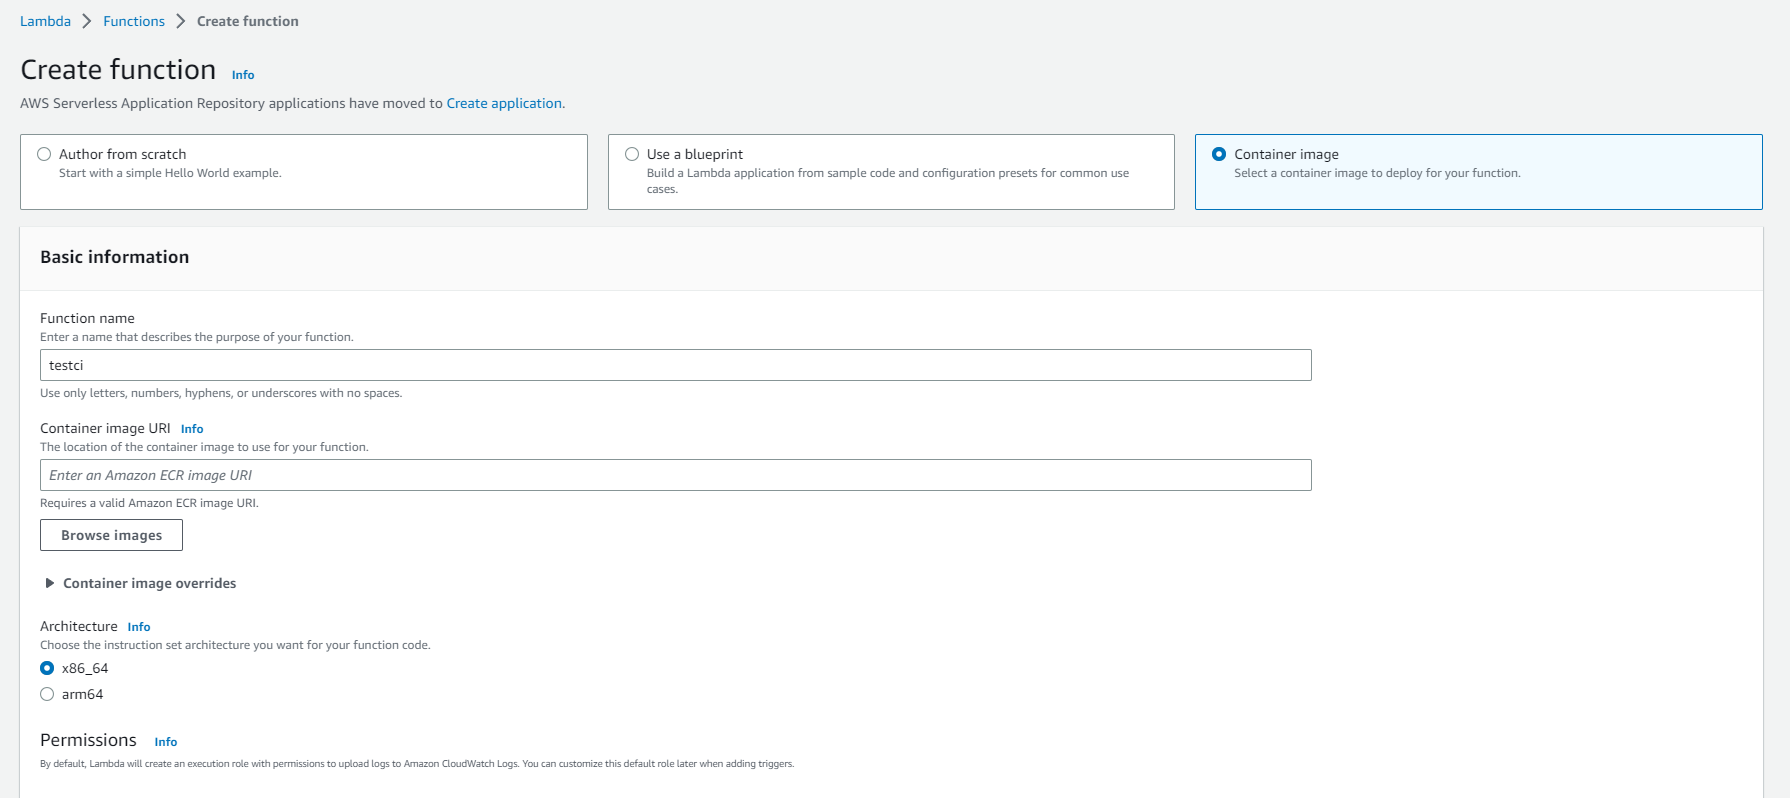 Lambda > Functions > Create function
Create function Info
AWS Serverless Application Repository applications have moved to Create application.
Author from scratch
Start with a simple Hello World example.
Use a blueprint
Build a Lambda application from sample code and configuration presets for common use
cases.
Container image
Select a container image to deploy for your function.
Basic information
Function name
Enter a name that describes the purpose of your function.
testci
Use only letters, numbers, hyphens, or underscores with no spaces.
Container image URI Info
The location of the container image to use for your function.
Enter an Amazon ECR image URI
Requires a valid Amazon ECR image URI.
Browse images
Container image overrides
Architecture Info
Choose the instruction set architecture you want for your function code.
x86_64
arm64
Permissions Info
By default, Lambda will create an execution role with permissions to upload logs to Amazon CloudWatch Logs. You can customize this default role later when adding triggers.